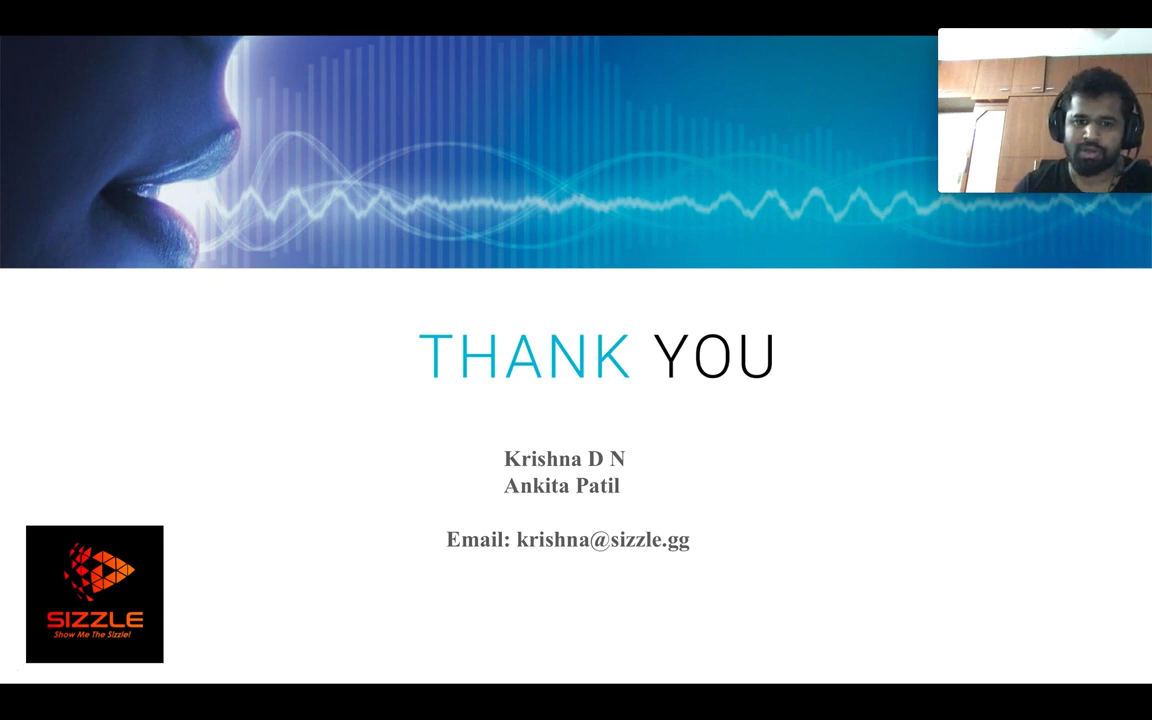 THANK YOU
Krishna D N
Ankita Patil
Email: krishna@sizzle.gg
SIZZLE
Show Me The Sizzle!